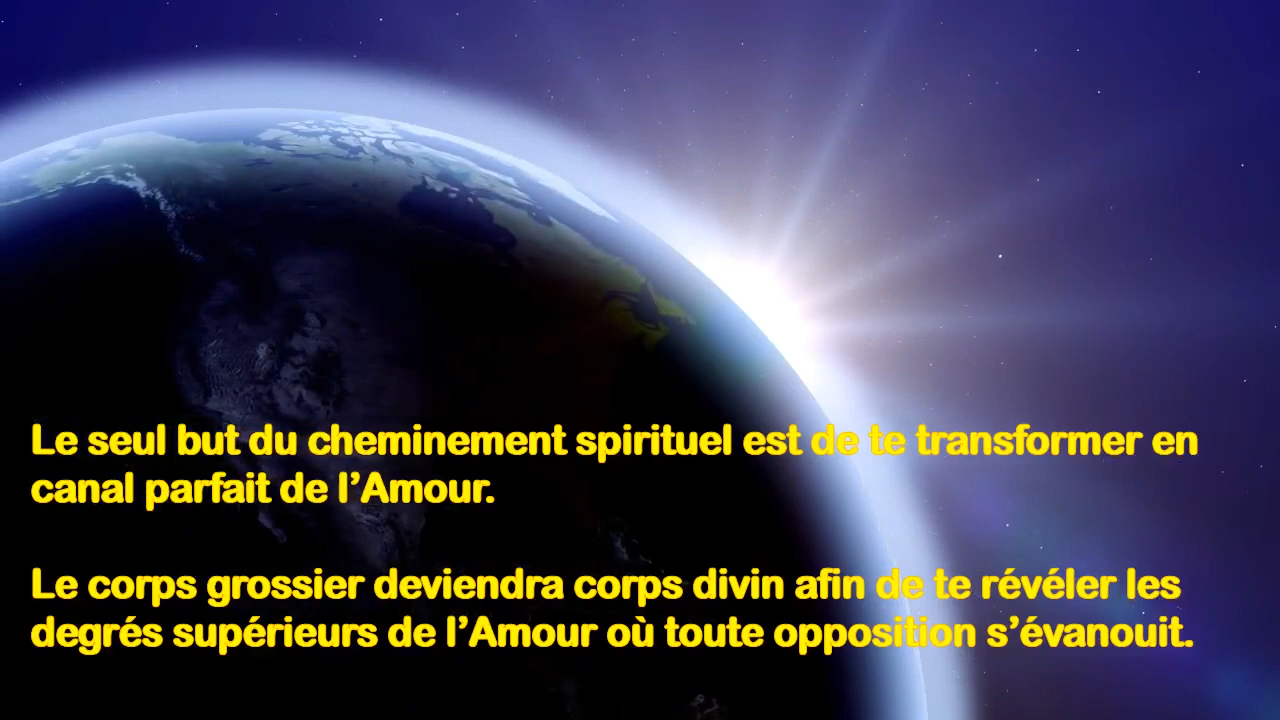 Le seul but du cheminement spirituel est de te transformer en
canal parfait de l’Amour.
Le corps grossier deviendra corps divin afin de te révéler les
degrés supérieurs de l’Amour où toute opposition s’évanouit.